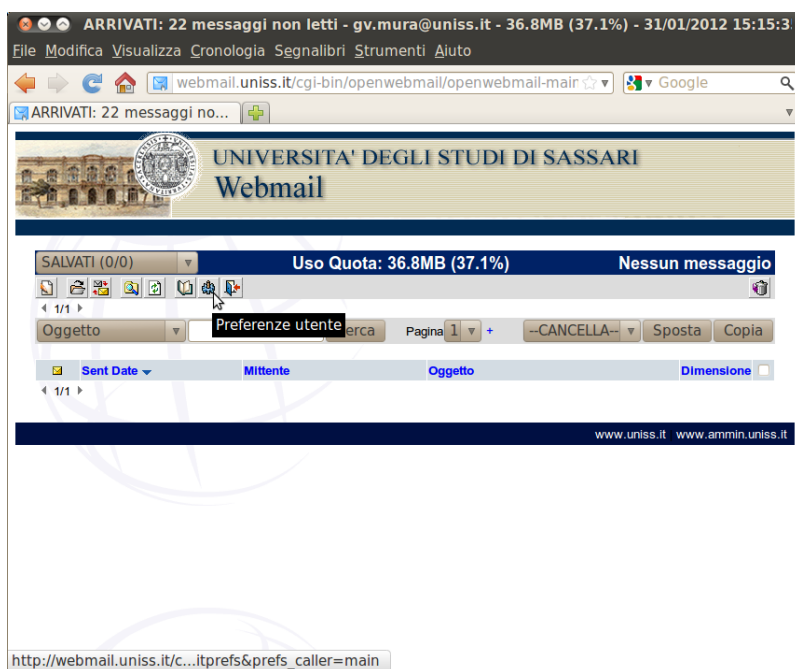 ARRIVATI: 22 messaggi non letti - gv.mura@uniss.it - 36.8MB (37.1%) - 31/01/2012 15:15:3
File Modifica Visualizza Cronologia Segnalibri Strumenti Aiuto
webmail.uniss.it/cgi-bin/openwebmail/openwebmail-main Google
ARRIVATI: 22 messaggi no...
UNIVERSITA' DEGLI STUDI DI SASSARI
Webmail
SALVATI (0/0) Uso Quota: 36.8MB (37.1%) Nessun messaggio
1/1
Oggetto Preferenze utente erca Pagina 1 + --CANCELLA-- Sposta Copia
Sent Date Mittente Oggetto Dimensione
1/1
www.uniss.it www.ammin.uniss.it
http://webmail.uniss.it/c...itprefs&prefs_caller=main